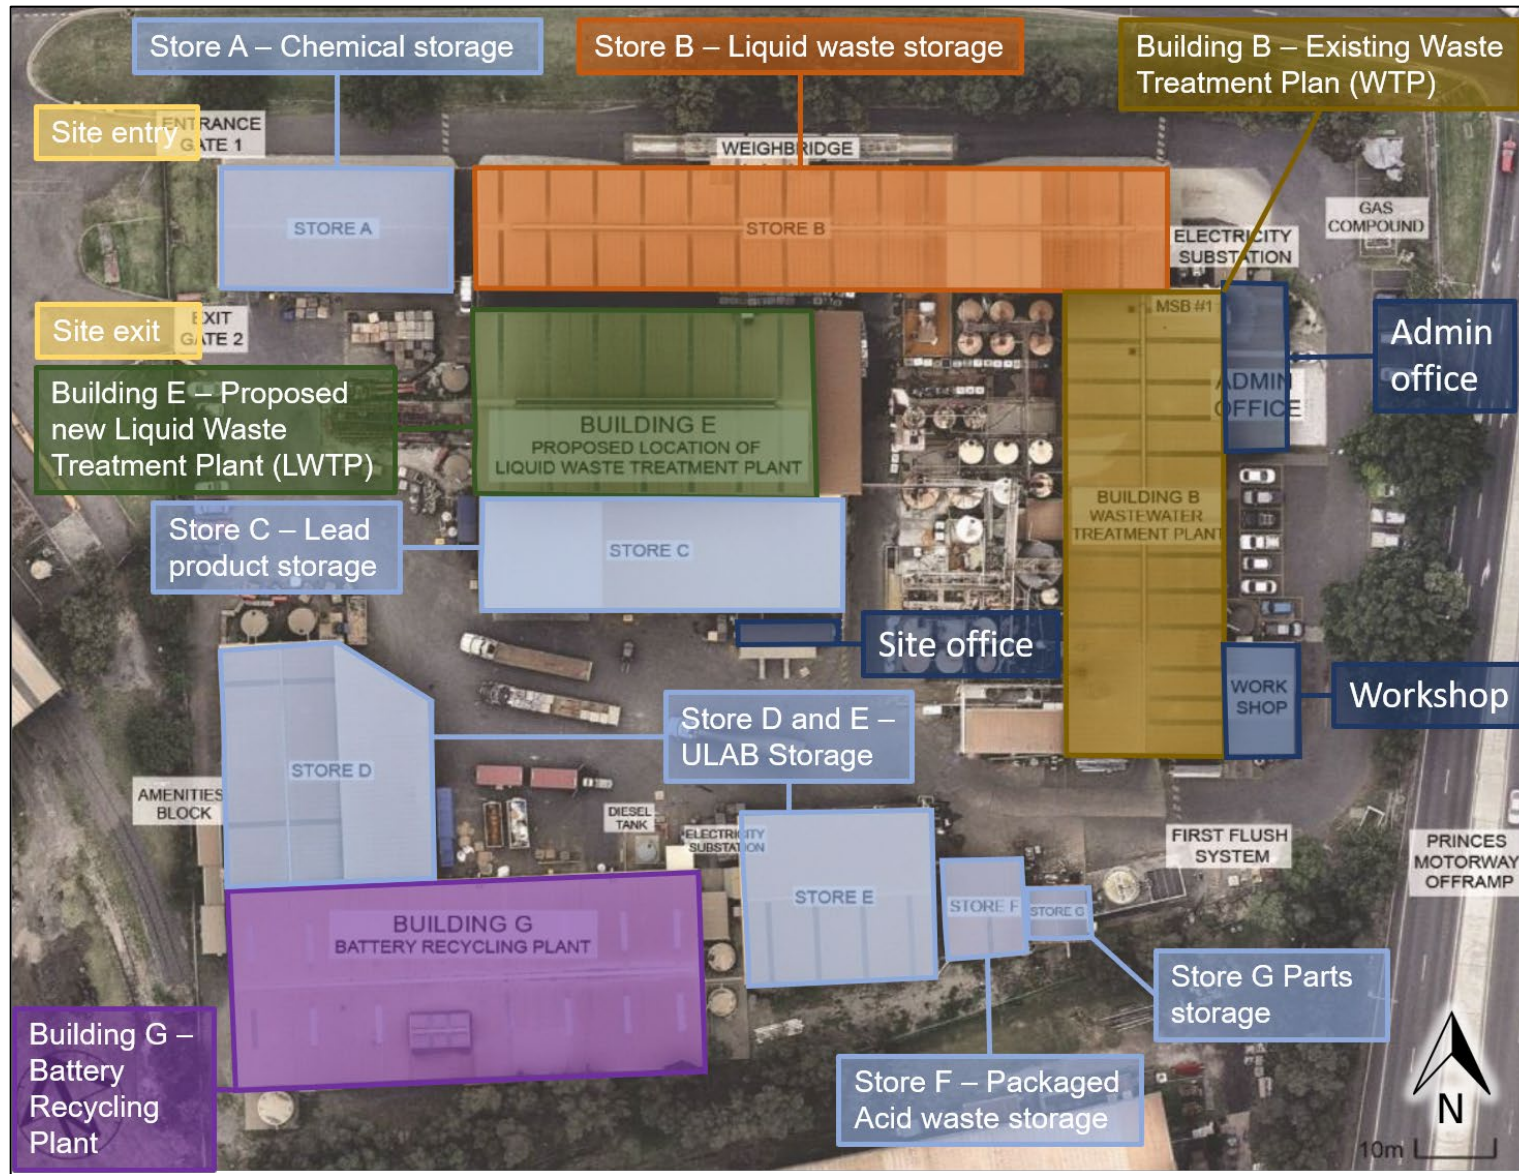 Store A – Chemical storage
Store B – Liquid waste storage
Building B – Existing Waste
Treatment Plan (WTP)
Site entry
ENTRANCE
GATE 1
WEIGHBRIDGE
STORE A
STORE B
GAS
COMPOUND
ELECTRICITY
SUBSTATION
MSB #1
Site exit
EXIT
GATE 2
Admin
office
ADMIN
OFFICE
Building E – Proposed
new Liquid Waste
Treatment Plant (LWTP)
BUILDING E
PROPOSED LOCATION OF
LIQUID WASTE TREATMENT PLANT
BUILDING B
WASTEWATER
TREATMENT PLANT
Store C – Lead
product storage
STORE C
Site office
WORK
SHOP
Workshop
Store D and E –
ULAB Storage
STORE D
AMENITIES
BLOCK
DIESEL
TANK
ELECTRICITY
SUBSTATION
FIRST FLUSH
SYSTEM
PRINCES
MOTORWAY
OFFRAMP
STORE E
STORE F
STORE G
BUILDING G
BATTERY RECYCLING PLANT
Store G Parts
storage
Building G –
Battery
Recycling
Plant
Store F – Packaged
Acid waste storage
N
10m